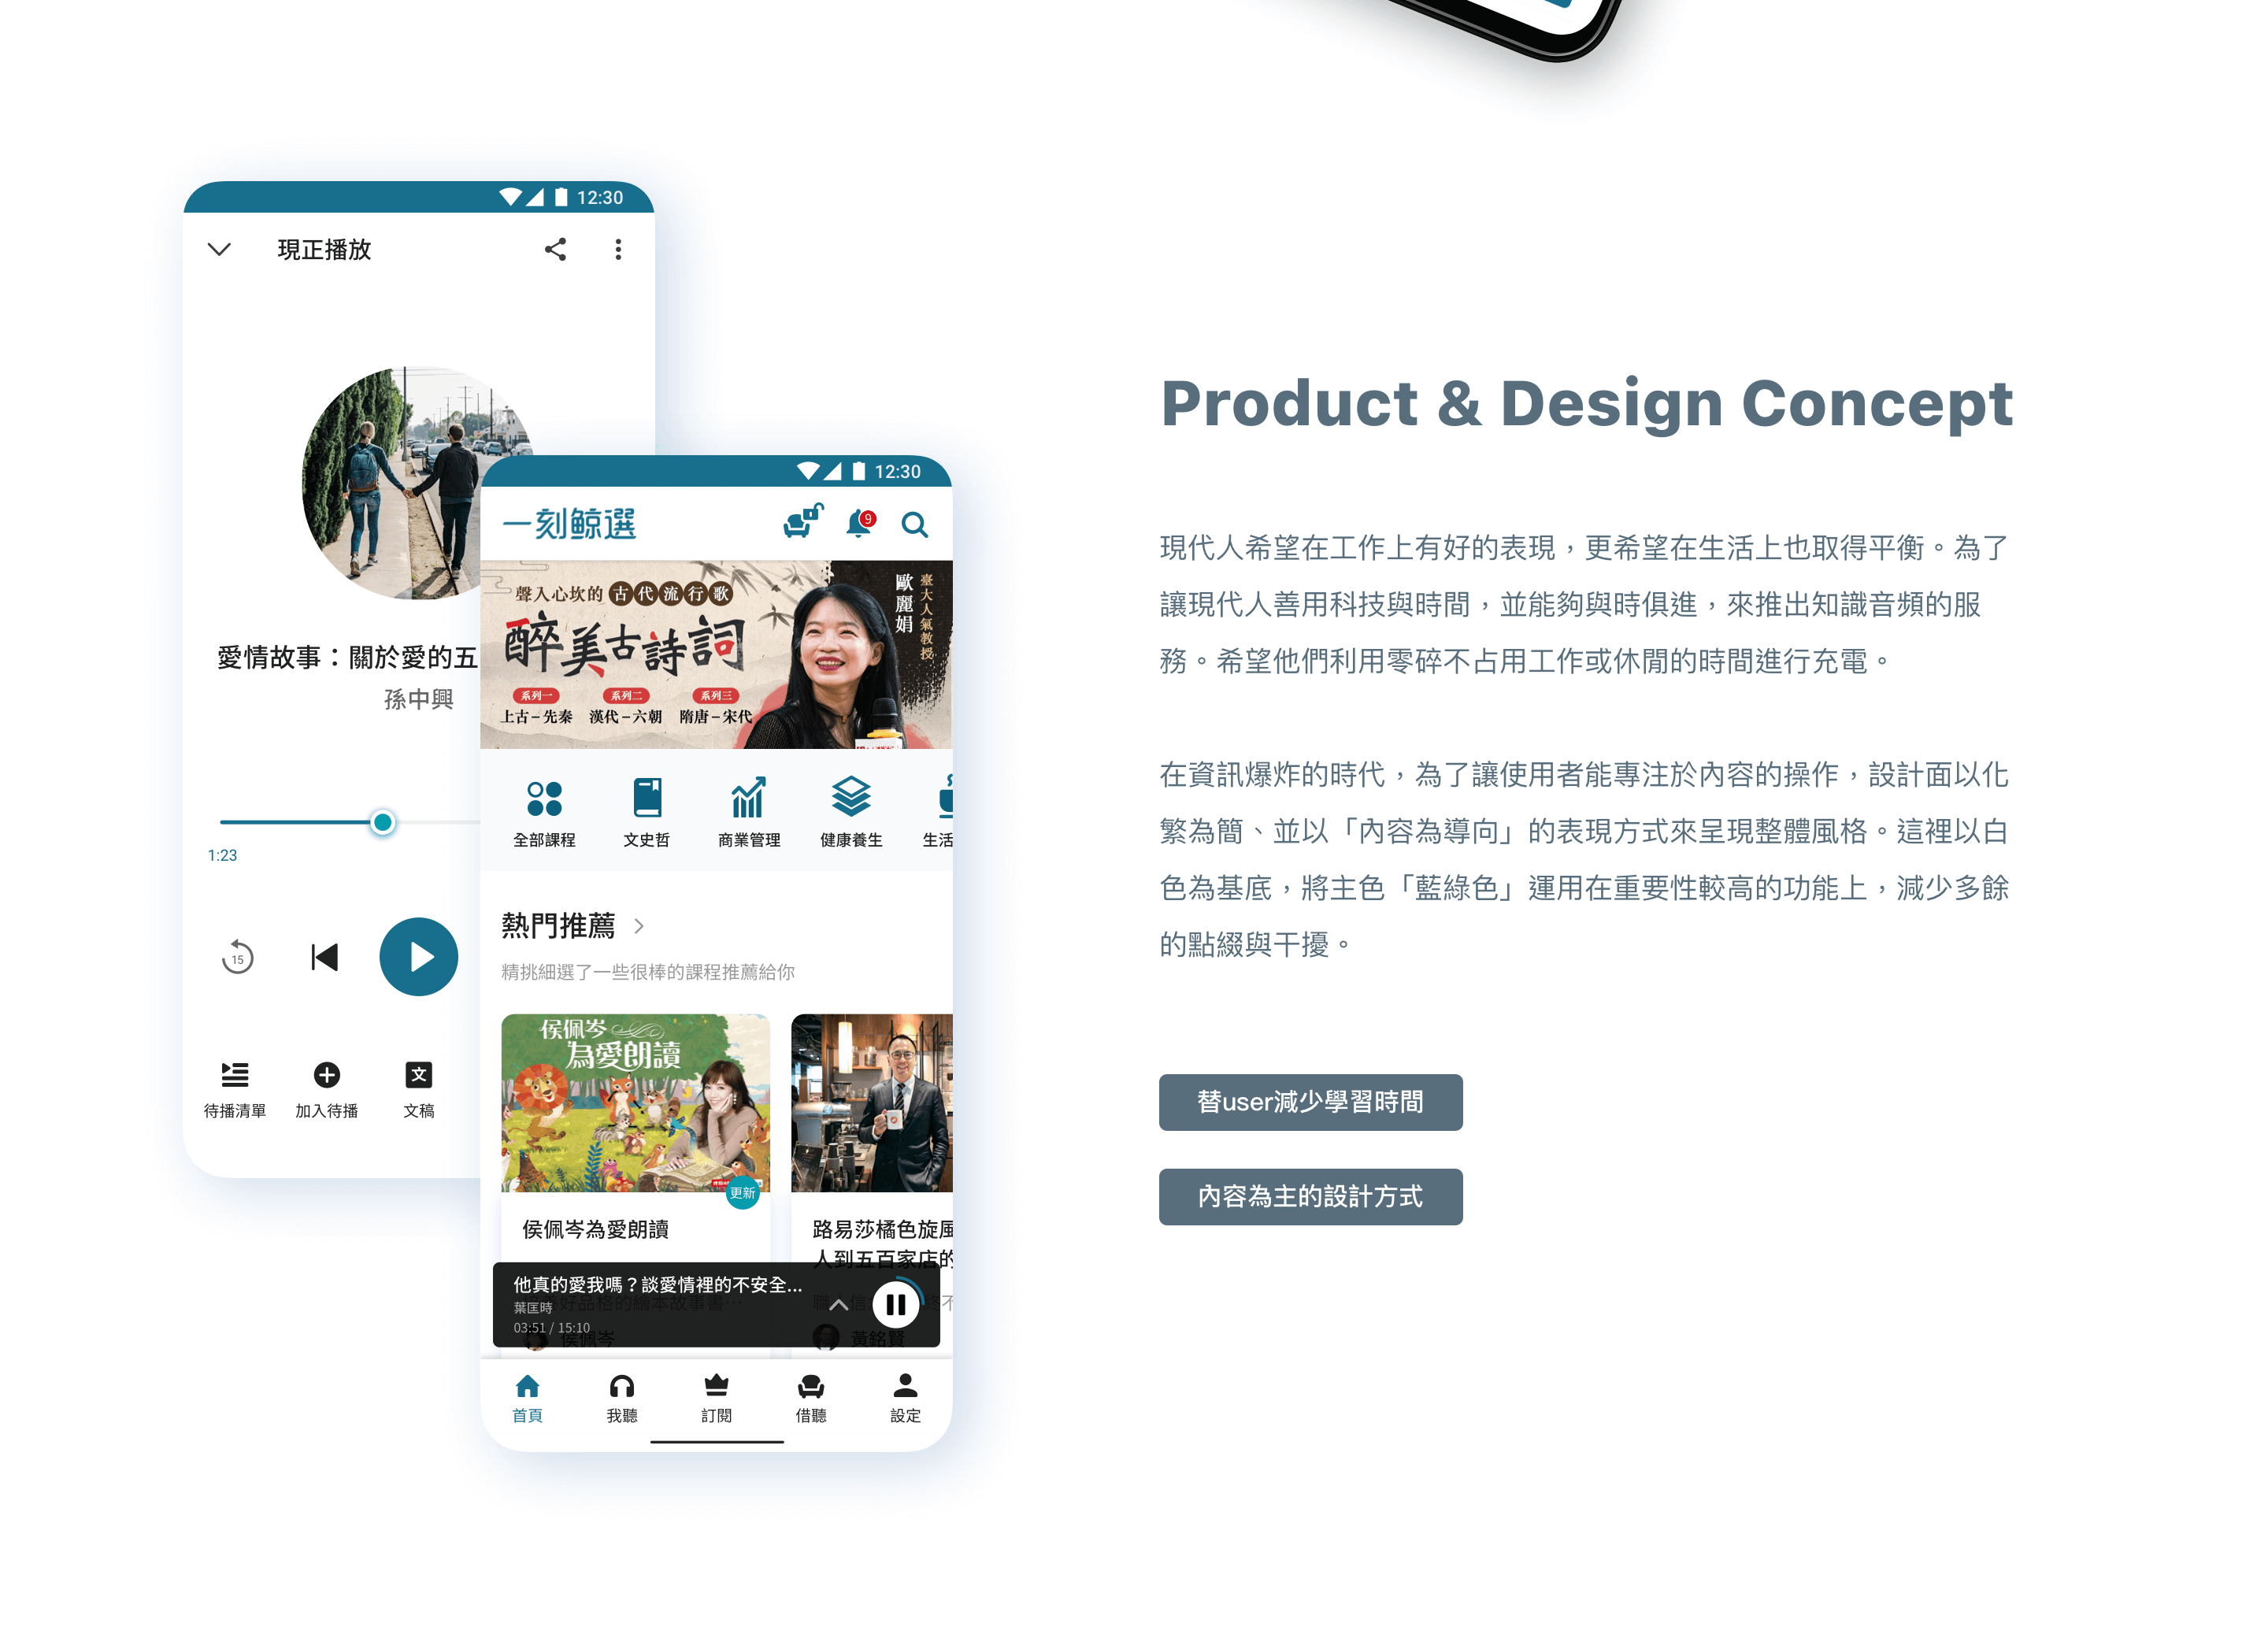 12:30
現正播放
愛情故事：關於愛的五
孫中興
1:23
15
待播清單
加入待播
文稿
12:30
一刻鯨選
9
聲入心坎的古代流行歌
醉美古詩詞
系列一 系列二 系列三
上古–先秦 漢代–六朝 隋唐–宋代
歐麗娟
臺大人氣教授
全部課程
文史哲
商業管理
健康養生
生活
熱門推薦
精挑細選了一些很棒的課程推薦給你
侯佩岑
為愛朗讀
更新
侯佩岑為愛朗讀
路易莎橘色旋風
人到五百家店的
他真的愛我嗎？談愛情裡的不安全...
葉匡時
03:51 / 15:10
侯佩岑
黃銘賢
首頁
我聽
訂閱
借聽
設定
Product & Design Concept
現代人希望在工作上有好的表現，更希望在生活上也取得平衡。為了
讓現代人善用科技與時間，並能夠與時俱進，來推出知識音頻的服
務。希望他們利用零碎不占用工作或休閒的時間進行充電。
在資訊爆炸的時代，為了讓使用者能專注於內容的操作，設計面以化
繁為簡、並以「內容為導向」的表現方式來呈現整體風格。這裡以白
色為基底，將主色「藍綠色」運用在重要性較高的功能上，減少多餘
的點綴與干擾。
替user減少學習時間
內容為主的設計方式